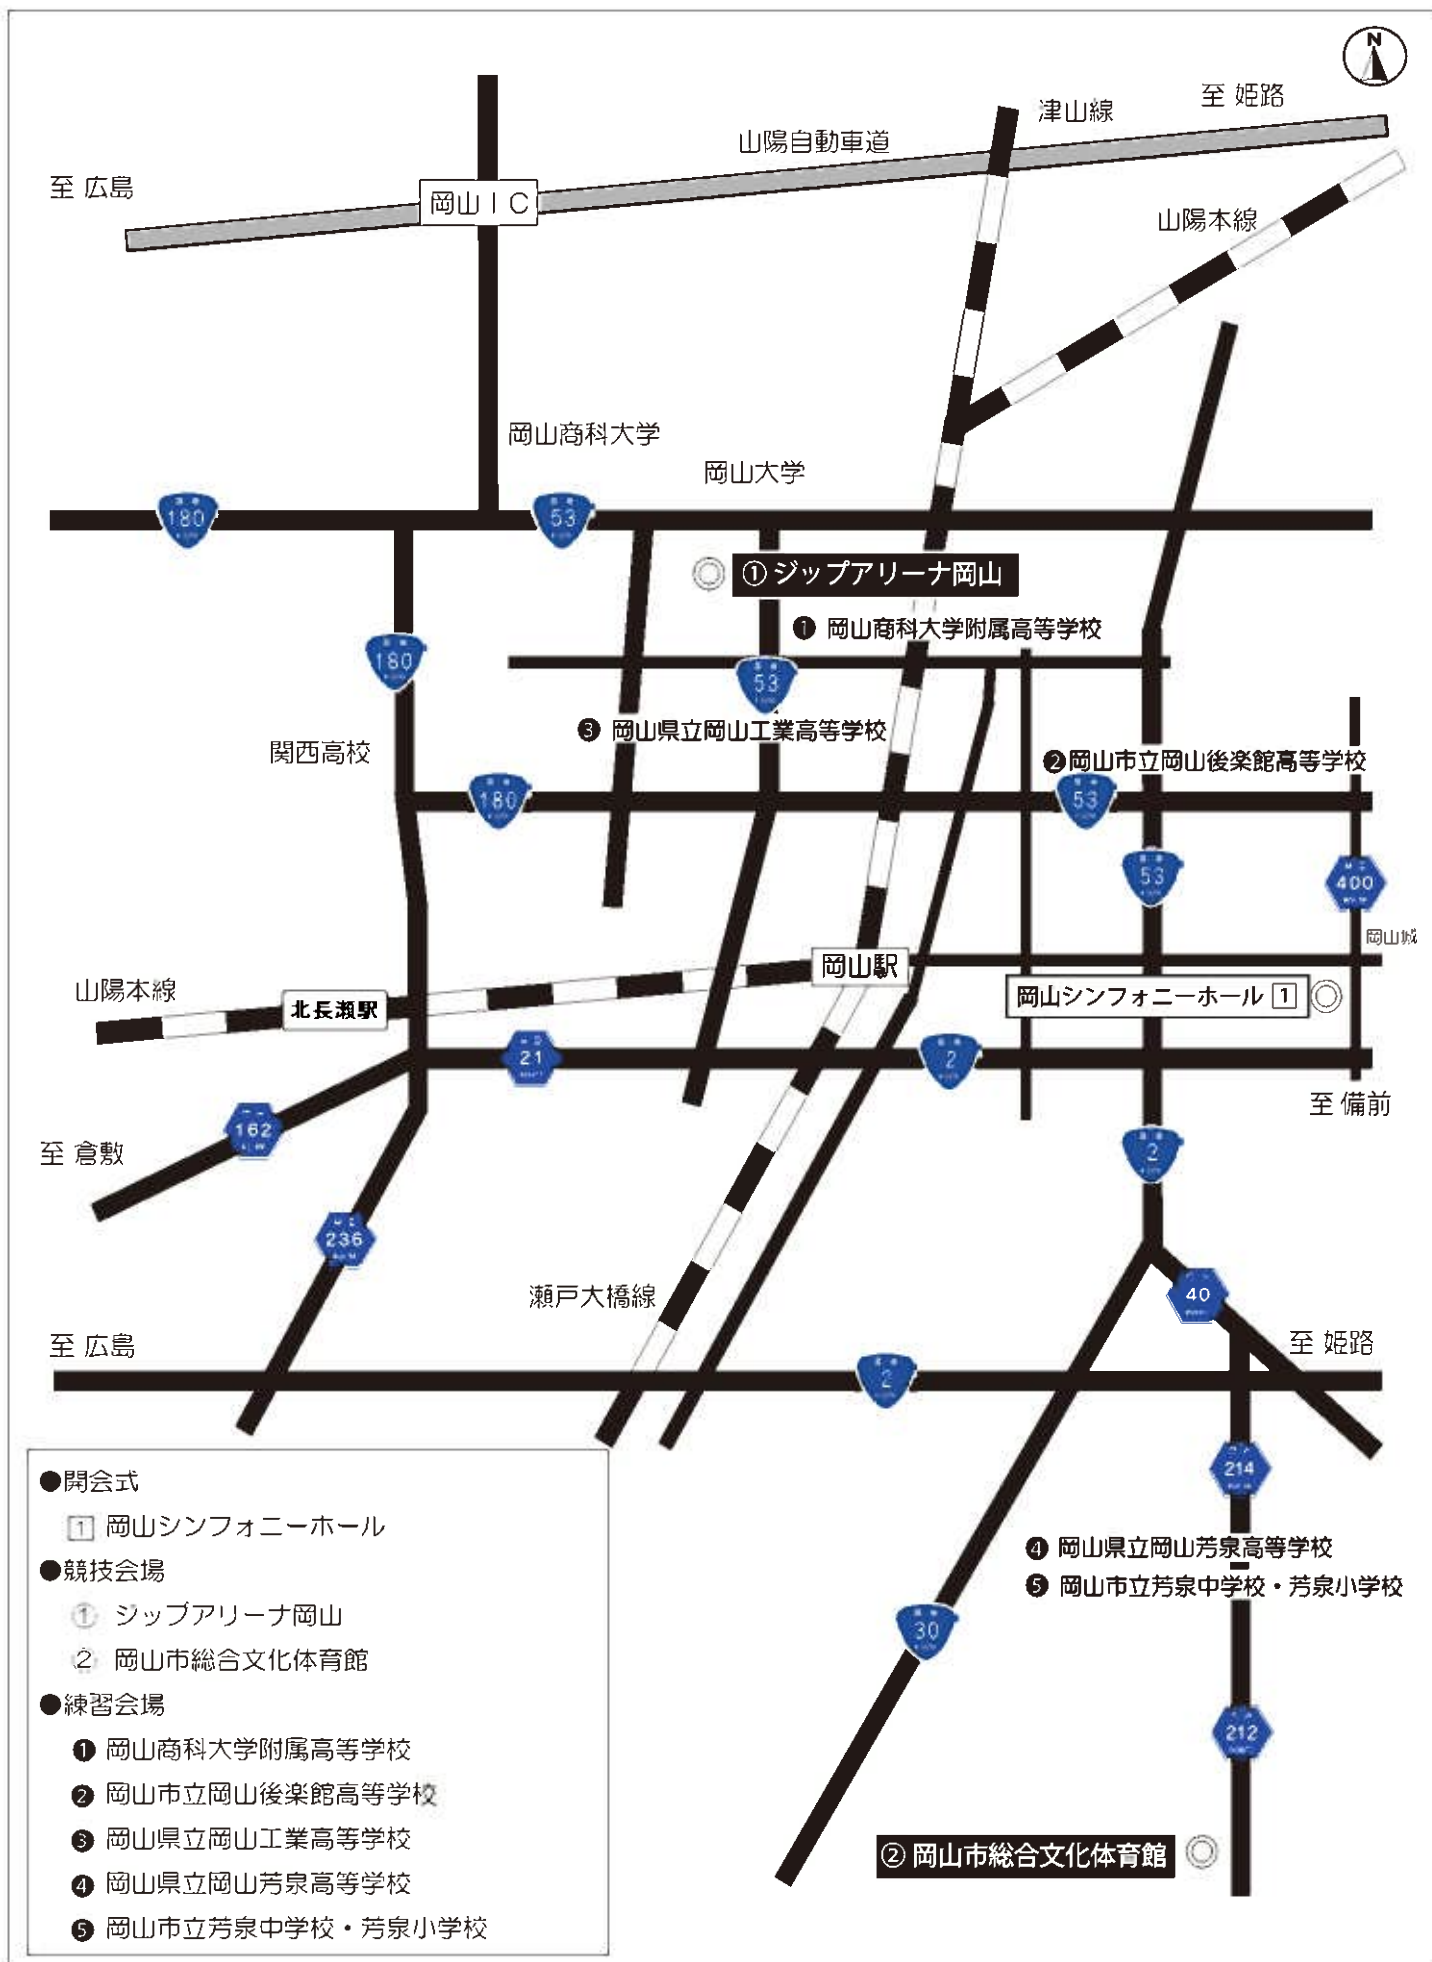 N
津山線
至 姫路
山陽自動車道
至 広島
岡山IC
山陽本線
岡山商科大学
岡山大学
180
53
① ジップアリーナ岡山
❶ 岡山商科大学附属高等学校
180
53
❸ 岡山県立岡山工業高等学校
関西高校
❷岡山市立岡山後楽館高等学校
180
53
53
400
岡山城
岡山駅
山陽本線
北長瀬駅
岡山シンフォニーホール 1
21
2
至 備前
162
至 倉敷
2
236
瀬戸大橋線
40
至 広島
至 姫路
2
214
❹ 岡山県立岡山芳泉高等学校
❺ 岡山市立芳泉中学校・芳泉小学校
30
212
② 岡山市総合文化体育館
●開会式
1 岡山シンフォニーホール
●競技会場
① ジップアリーナ岡山
② 岡山市総合文化体育館
●練習会場
❶ 岡山商科大学附属高等学校
❷ 岡山市立岡山後楽館高等学校
❸ 岡山県立岡山工業高等学校
❹ 岡山県立岡山芳泉高等学校
❺ 岡山市立芳泉中学校・芳泉小学校